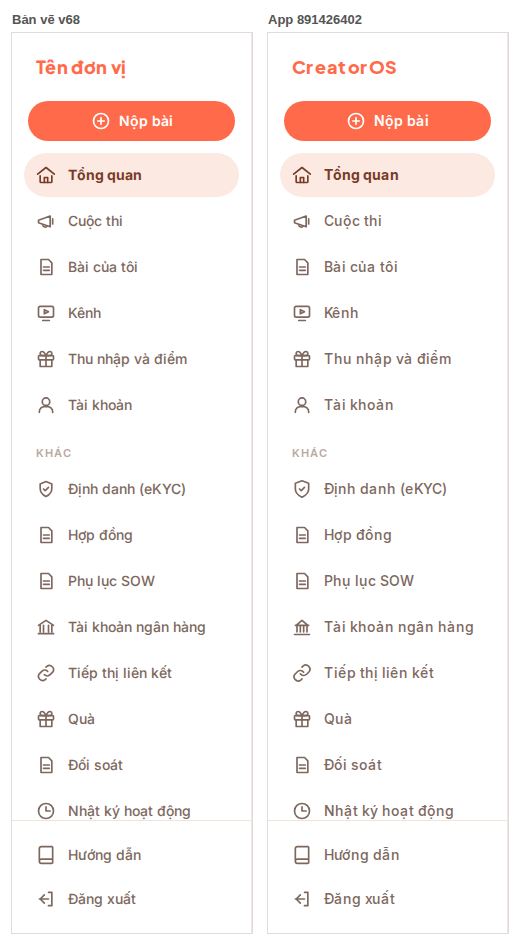 Bản vẽ v68
Tên đơn vị
Nộp bài
Tổng quan
Cuộc thi
Bài của tôi
Kênh
Thu nhập và điểm
Tài khoản
KHÁC
Định danh (eKYC)
Hợp đồng
Phụ lục SOW
Tài khoản ngân hàng
Tiếp thị liên kết
Quà
Đối soát
Nhật ký hoạt động
Hướng dẫn
Đăng xuất
App 891426402
CreatorOS
Nộp bài
Tổng quan
Cuộc thi
Bài của tôi
Kênh
Thu nhập và điểm
Tài khoản
KHÁC
Định danh (eKYC)
Hợp đồng
Phụ lục SOW
Tài khoản ngân hàng
Tiếp thị liên kết
Quà
Đối soát
Nhật ký hoạt động
Hướng dẫn
Đăng xuất